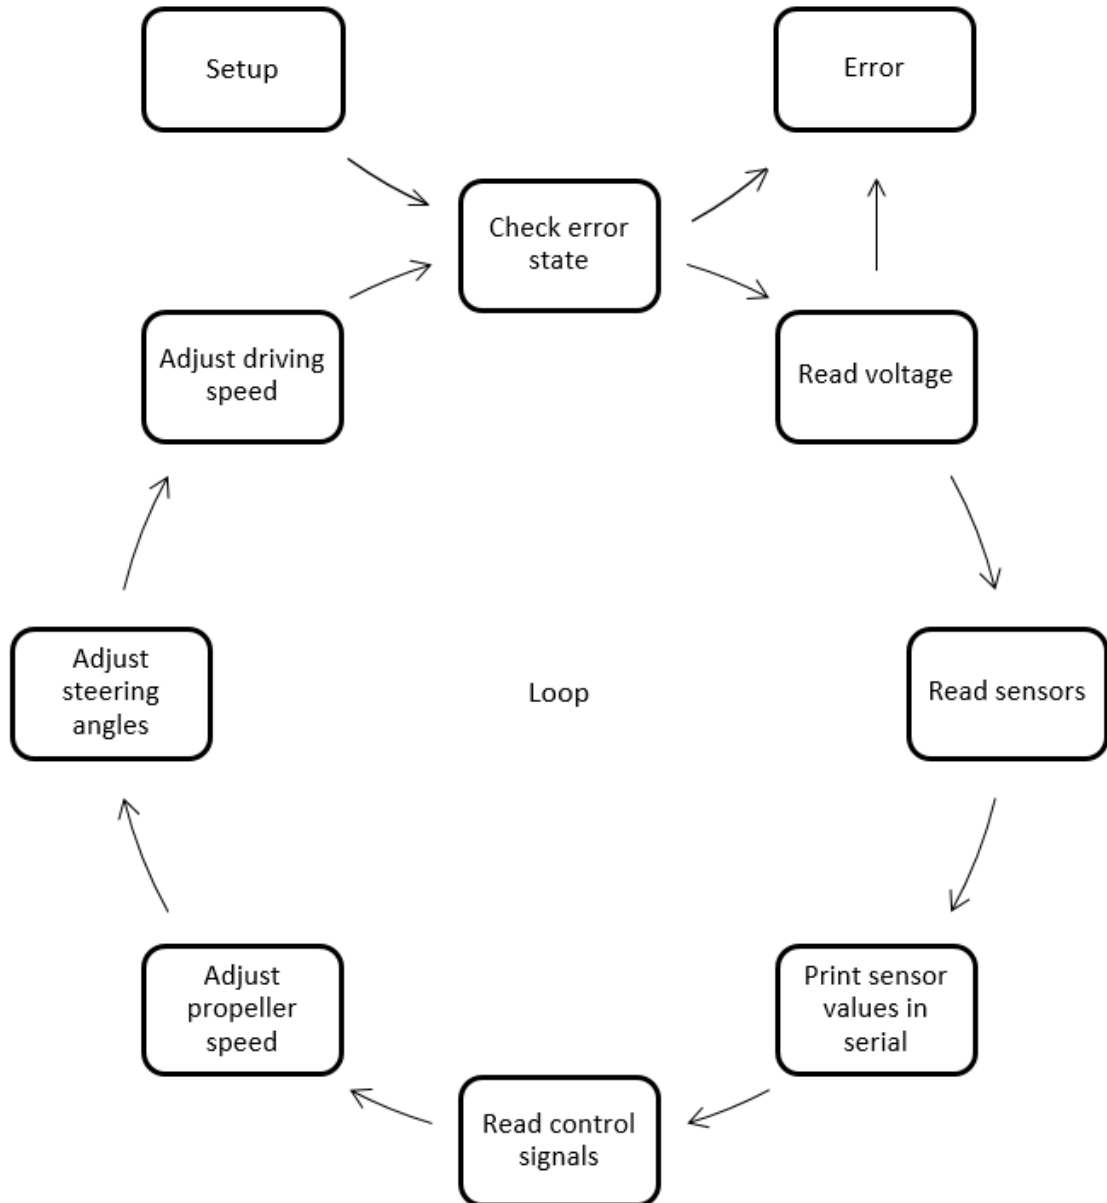 Setup
Error
Check error
state
Adjust driving
speed
Read voltage
Adjust
steering
angles
Loop
Read sensors
Adjust
propeller
speed
Print sensor
values in
serial
Read control
signals